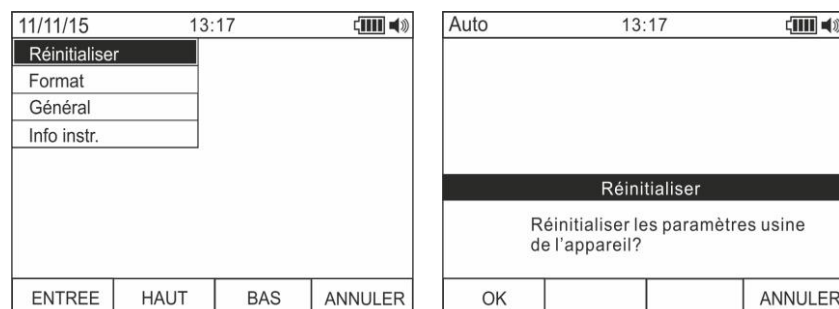 11/11/15 13:17
Réinitialiser
Format
Général
Info instr.
ENTREE HAUT BAS ANNULER
Auto 13:17
Réinitialiser
Réinitialiser les paramètres usine
de l'appareil?
OK ANNULER